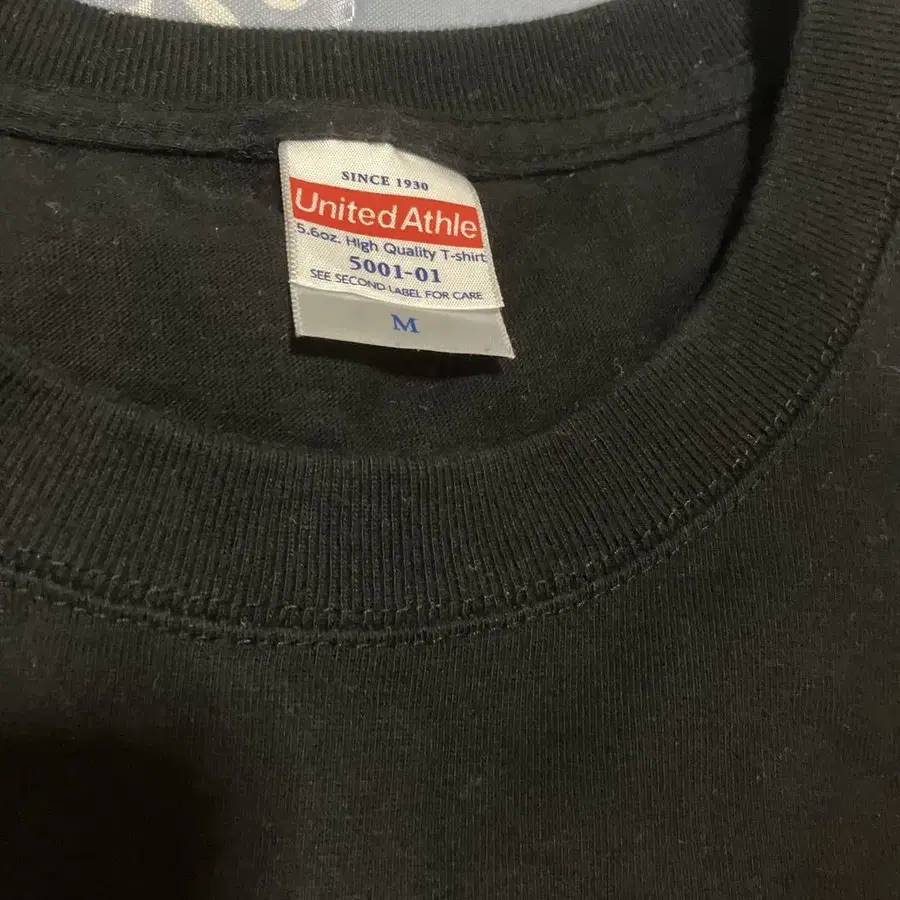 SINCE 1930
United Athle
5.6oz. High Quality T-shirt
5001-01
SEE SECOND LABEL FOR CARE
M